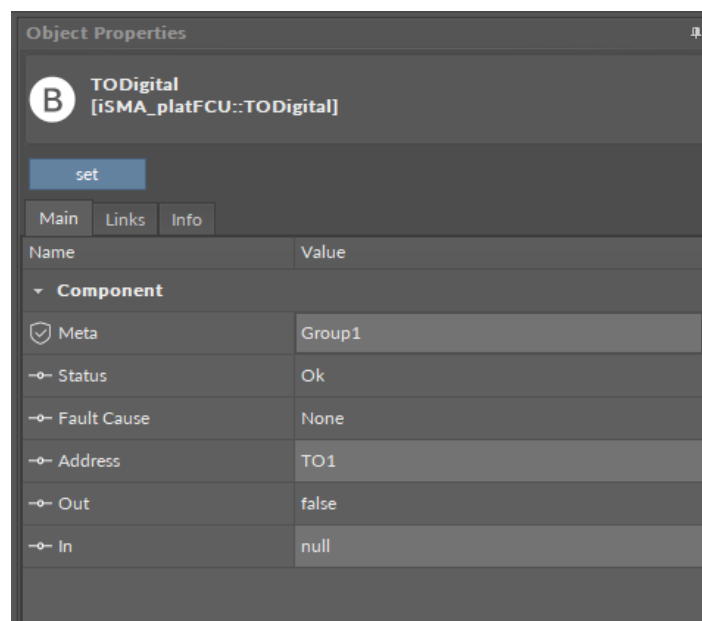 Object Properties
B
TODigital
[iSMA_platFCU::TODigital]
set
Main Links Info
Name Value
Component
Meta Group1
Status Ok
Fault Cause None
Address TO1
Out false
In null